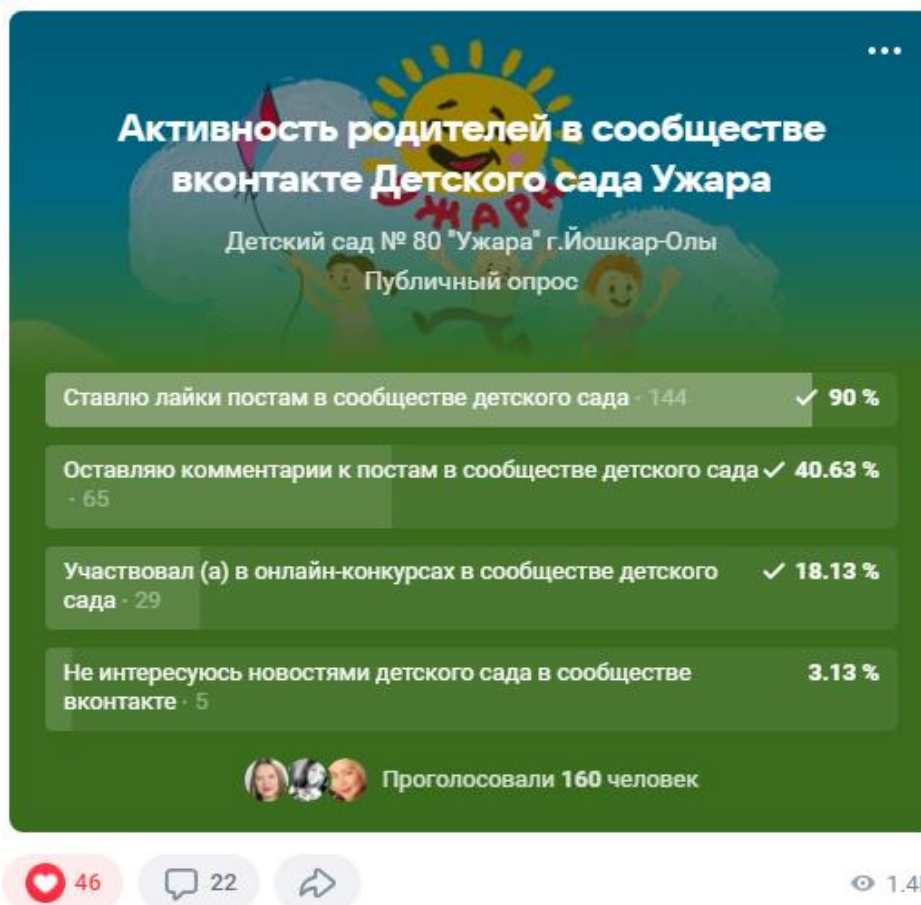 Активность родителей в сообществе
вконтакте Детского сада Ужара
Детский сад № 80 "Ужара" г.Йошкар-Олы
Публичный опрос
Ставлю лайки постам в сообществе детского сада · 144 90 %
Оставляю комментарии к постам в сообществе детского сада 40.63 %
· 65
Участвовал (а) в онлайн-конкурсах в сообществе детского 18.13 %
сада · 29
Не интересуюсь новостями детского сада в сообществе 3.13 %
вконтакте · 5
Проголосовали 160 человек
46 22